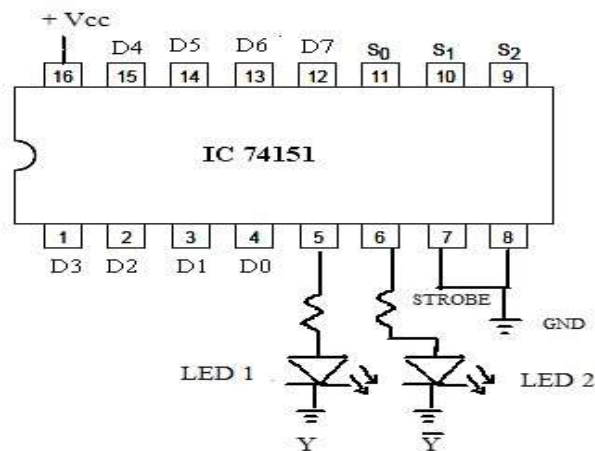 + Vcc
D4 D5 D6 D7 S0 S1 S2
16 15 14 13 12 11 10 9
IC 74151
1 2 3 4 5 6 7 8
D3 D2 D1 D0
STROBE
GND
LED 1
LED 2
Y
Y̅